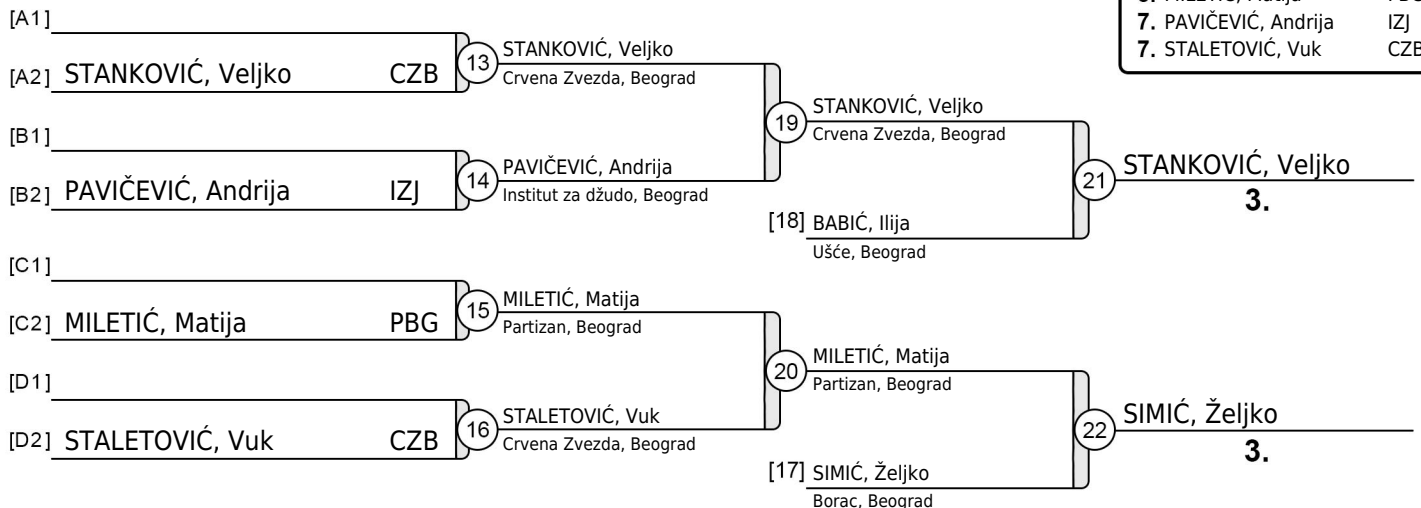 7. PAVIČEVIĆ, Andrija IZJ
7. STALETOVIĆ, Vuk CZB
[A1]
[A2] STANKOVIĆ, Veljko CZB
13
STANKOVIĆ, Veljko
Crvena Zvezda, Beograd
[B1]
[B2] PAVIČEVIĆ, Andrija IZJ
14
PAVIČEVIĆ, Andrija
Institut za džudo, Beograd
19
STANKOVIĆ, Veljko
Crvena Zvezda, Beograd
[18] BABIĆ, Ilija
Ušće, Beograd
21
STANKOVIĆ, Veljko
3.
[C1]
[C2] MILETIĆ, Matija PBG
15
MILETIĆ, Matija
Partizan, Beograd
[D1]
[D2] STALETOVIĆ, Vuk CZB
16
STALETOVIĆ, Vuk
Crvena Zvezda, Beograd
20
MILETIĆ, Matija
Partizan, Beograd
[17] SIMIĆ, Željko
Borac, Beograd
22
SIMIĆ, Željko
3.